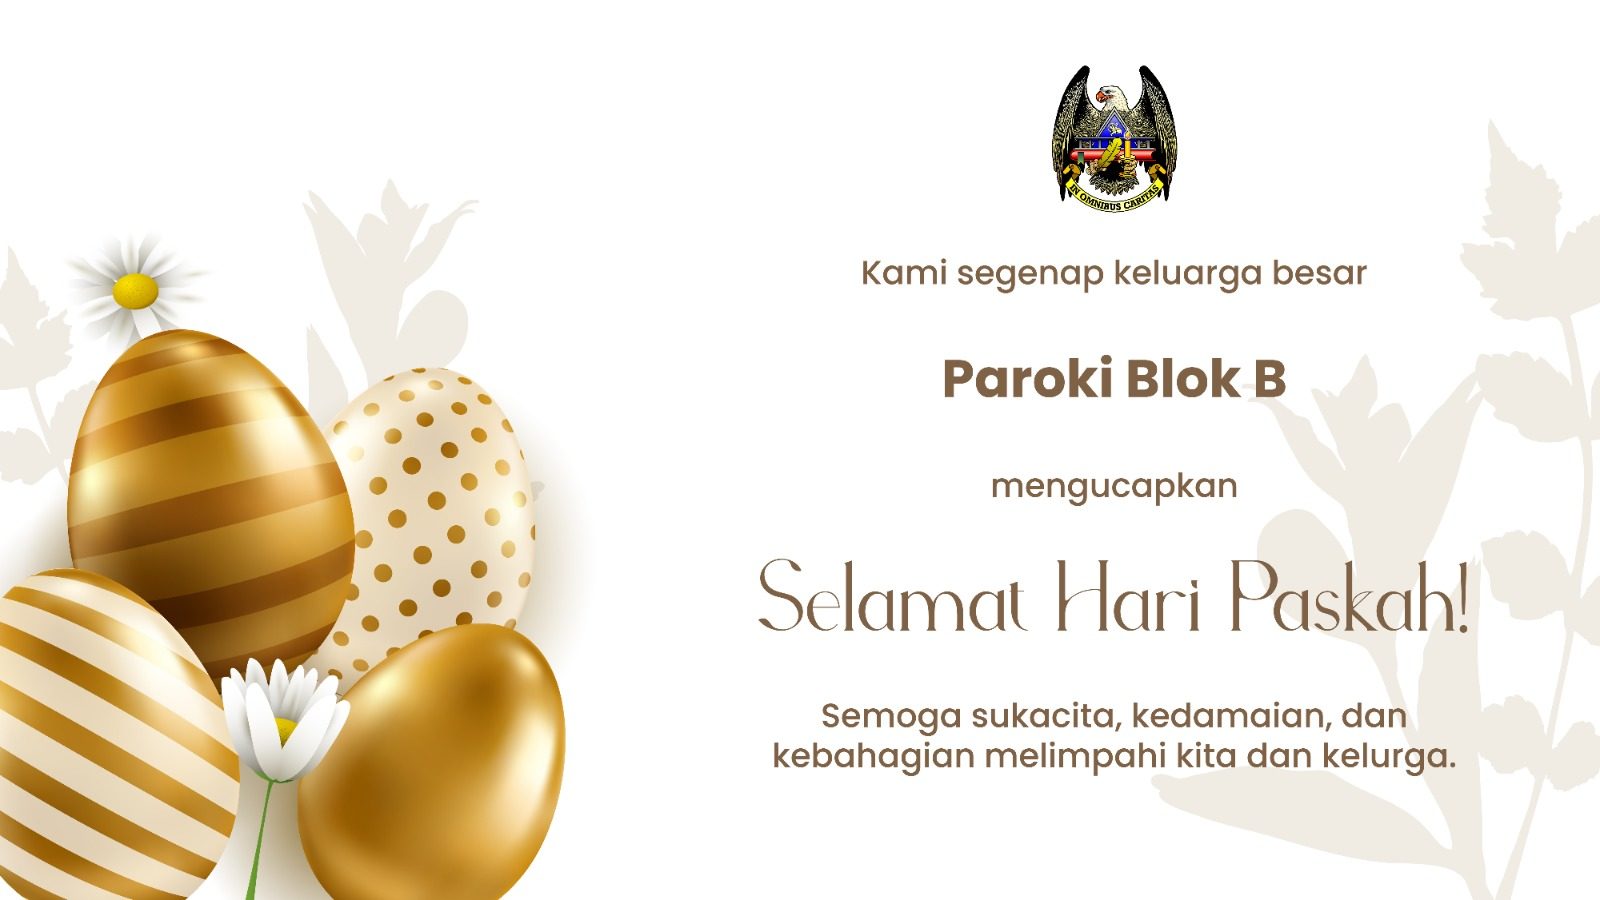 IN OMNIBUS CARITAS
Kami segenap keluarga besar
Paroki Blok B
mengucapkan
Selamat Hari Paskah!
Semoga sukacita, kedamaian, dan
kebahagian melimpahi kita dan kelurga.